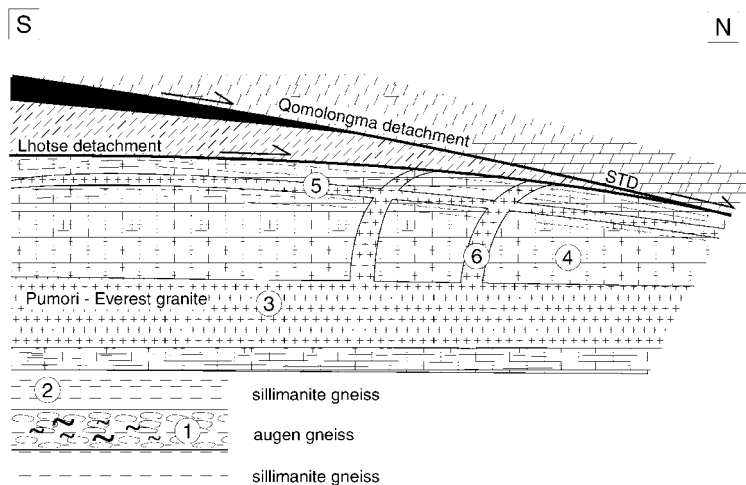 S
N
Qomolongma detachment
Lhotse detachment
STD
5
6
4
Pumori - Everest granite
3
2
sillimanite gneiss
1
augen gneiss
sillimanite gneiss